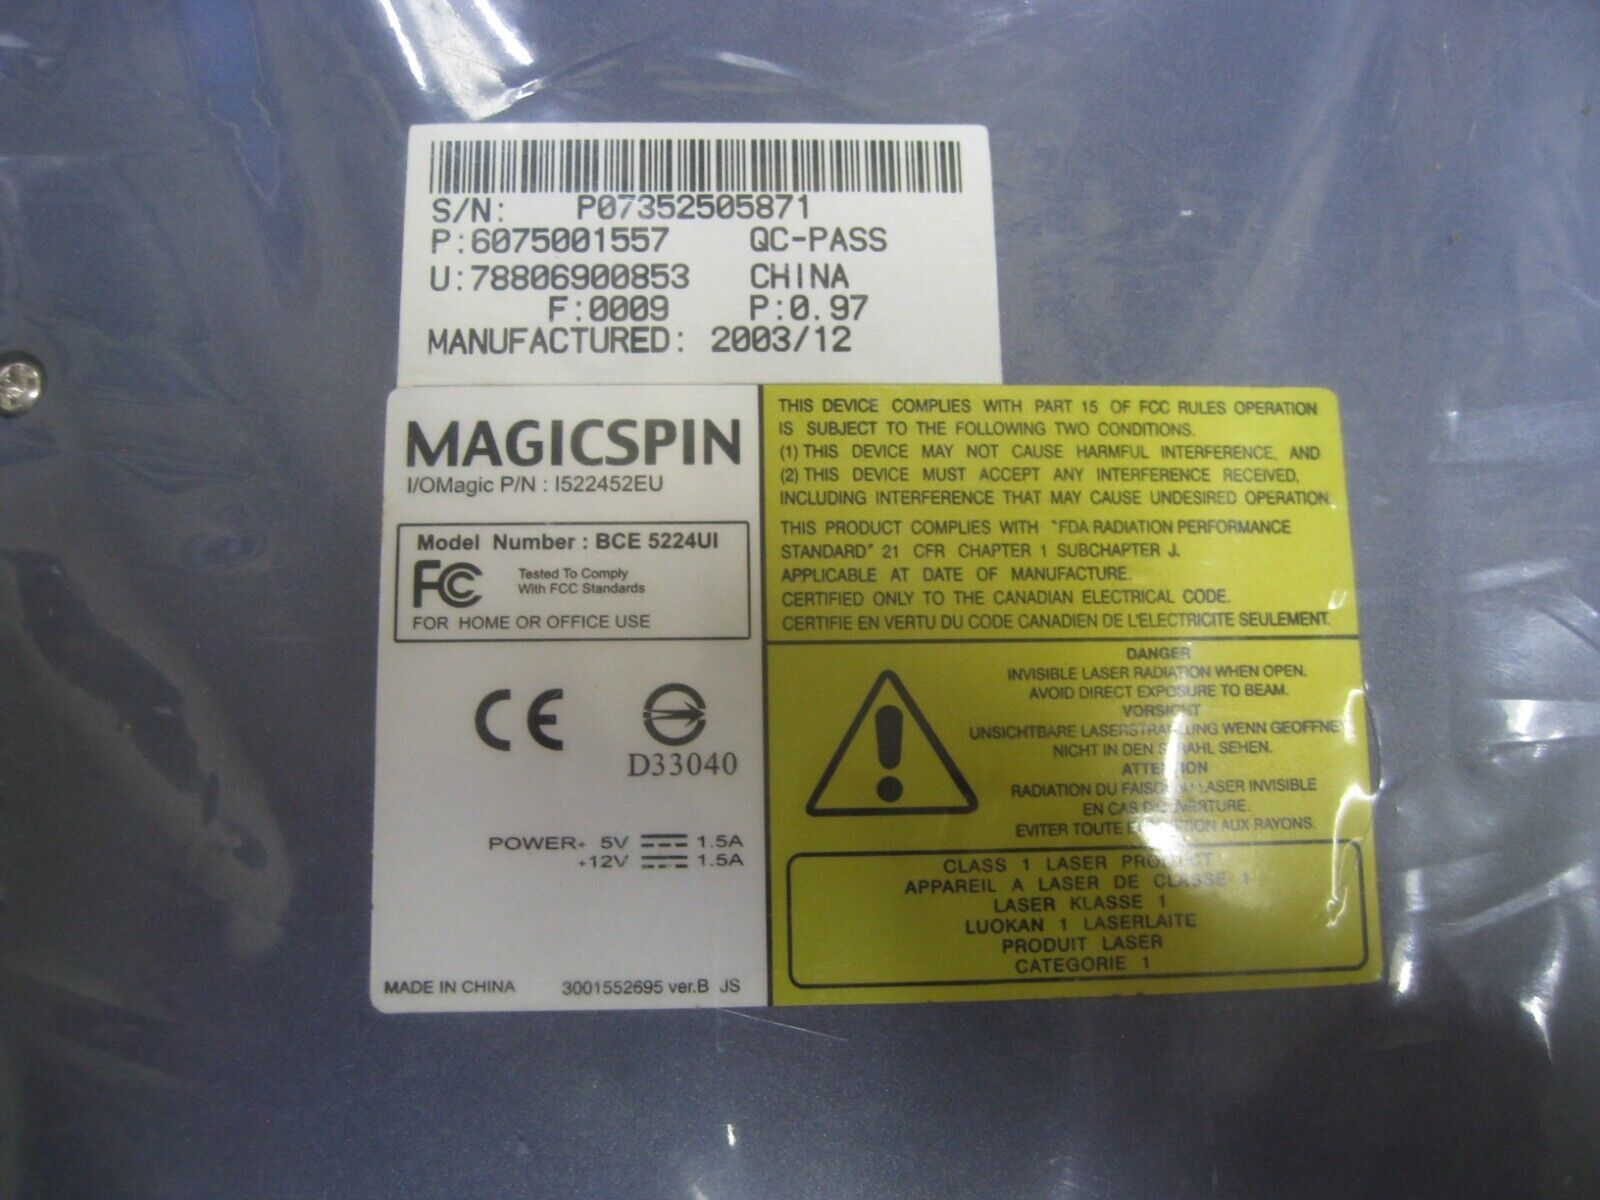 S/N: P07352505871
P:6075001557 QC-PASS
U:78806900853 CHINA
F:0009 P:0.97
MANUFACTURED: 2003/12
MAGICSPIN
I/OMagic P/N : I522452EU
Model Number : BCE 5224UI
FCC Tested To Comply
With FCC Standards
FOR HOME OR OFFICE USE
CE
D33040
POWER+ 5V 1.5A
+12V 1.5A
MADE IN CHINA 3001552695 ver.B JS
THIS DEVICE COMPLIES WITH PART 15 OF FCC RULES OPERATION
IS SUBJECT TO THE FOLLOWING TWO CONDITIONS.
(1) THIS DEVICE MAY NOT CAUSE HARMFUL INTERFERENCE, AND
(2) THIS DEVICE MUST ACCEPT ANY INTERFERENCE RECEIVED,
INCLUDING INTERFERENCE THAT MAY CAUSE UNDESIRED OPERATION.
THIS PRODUCT COMPLIES WITH "FDA RADIATION PERFORMANCE
STANDARD" 21 CFR CHAPTER 1 SUBCHAPTER J.
APPLICABLE AT DATE OF MANUFACTURE.
CERTIFIED ONLY TO THE CANADIAN ELECTRICAL CODE.
CERTIFIE EN VERTU DU CODE CANADIEN DE L'ELECTRICITE SEULEMENT.
DANGER
INVISIBLE LASER RADIATION WHEN OPEN.
AVOID DIRECT EXPOSURE TO BEAM.
VORSICHT
UNSICHTBARE LASERSTRAHLUNG WENN GEOFFNET
NICHT IN DEN STRAHL SEHEN.
ATTENTION
RADIATION DU LASER INVISIBLE
EN CAS
EVITER TOUTE AUX RAYONS.
CLASS 1 LASER PRODUCT
APPAREIL A LASER DE CLASSE 1
LASER KLASSE 1
LUOKAN 1 LASERLAITE
PRODUIT LASER
CATEGORIE 1